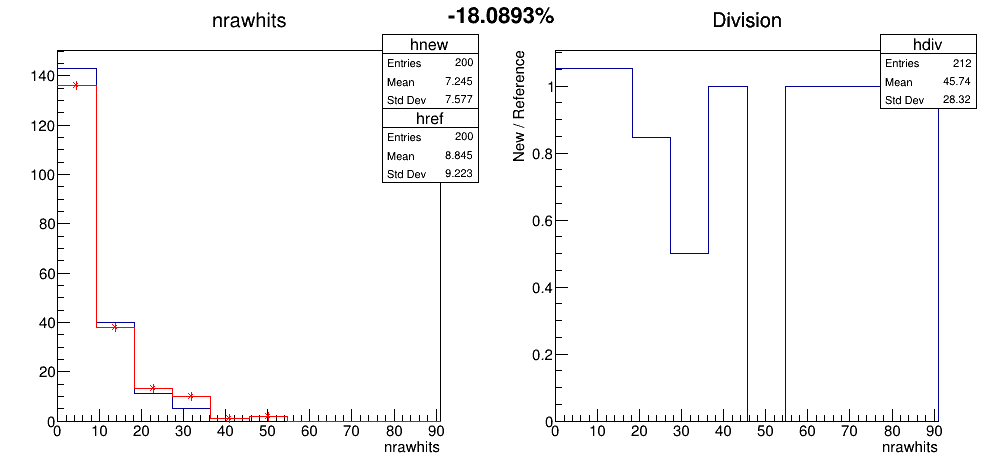 -18.0893%
nrawhits
hnew
Entries 200
Mean 7.245
Std Dev 7.577
href
Entries 200
Mean 8.845
Std Dev 9.223
140
120
100
80
60
40
20
0
0 10 20 30 40 50 60 70 80 90
nrawhits
Division
hdiv
Entries 212
Mean 45.74
Std Dev 28.32
New / Reference
1
0.8
0.6
0.4
0.2
0
0 10 20 30 40 50 60 70 80 90
nrawhits